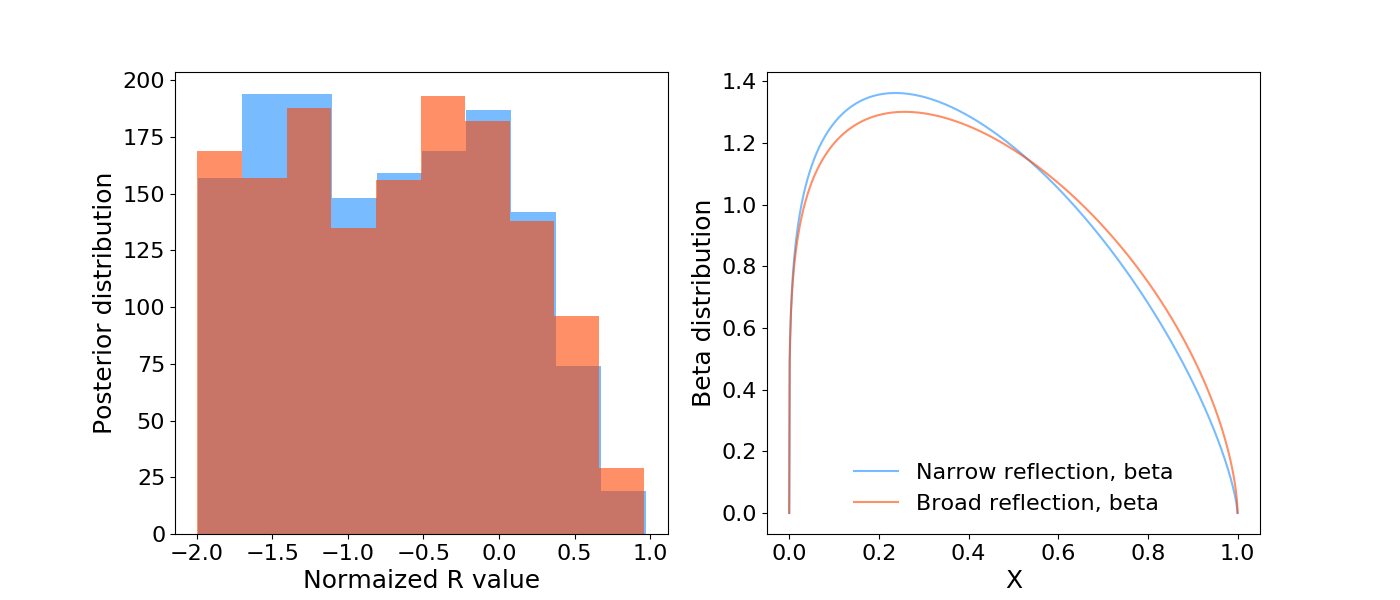 200
175
150
125
100
75
50
25
0
−2.0 −1.5 −1.0 −0.5 0.0 0.5 1.0
Normaized R value
Posterior distribution
1.4
1.2
1.0
0.8
0.6
0.4
0.2
0.0
0.0 0.2 0.4 0.6 0.8 1.0
X
Beta distribution
Narrow reflection, beta
Broad reflection, beta